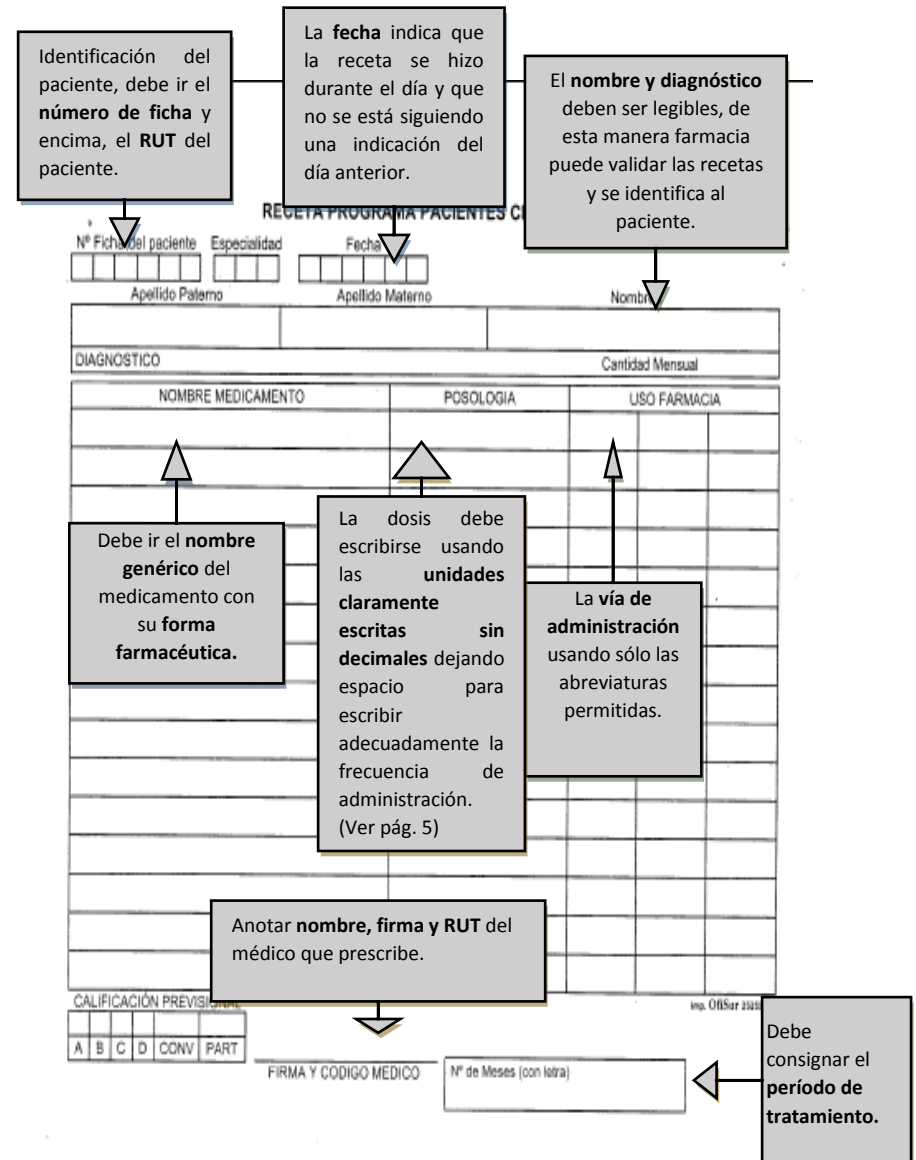 Identificación del
paciente, debe ir el
número de ficha y
encima, el RUT del
paciente.
La fecha indica que
la receta se hizo
durante el día y que
no se está siguiendo
una indicación del
día anterior.
El nombre y diagnóstico
deben ser legibles, de
esta manera farmacia
puede validar las recetas
y se identifica al
paciente.
RECETA PROGRAMA PACIENTES
Nº Ficha del paciente Especialidad Fecha
Apellido Paterno Apellido Materno Nombre
DIAGNOSTICO Cantidad Mensual
NOMBRE MEDICAMENTO POSOLOGIA USO FARMACIA
Debe ir el nombre
genérico del
medicamento con
su forma
farmacéutica.
La dosis debe
escribirse usando
las unidades
claramente
escritas sin
decimales dejando
espacio para
escribir
adecuadamente la
frecuencia de
administración.
(Ver pág. 5)
La vía de
administración
usando sólo las
abreviaturas
permitidas.
Anotar nombre, firma y RUT del
médico que prescribe.
CALIFICACIÓN PREVISIONAL
imp. OfiSur
A B C D CONV PART
FIRMA Y CODIGO MEDICO
Nº de Meses (con letra)
Debe
consignar el
período de
tratamiento.